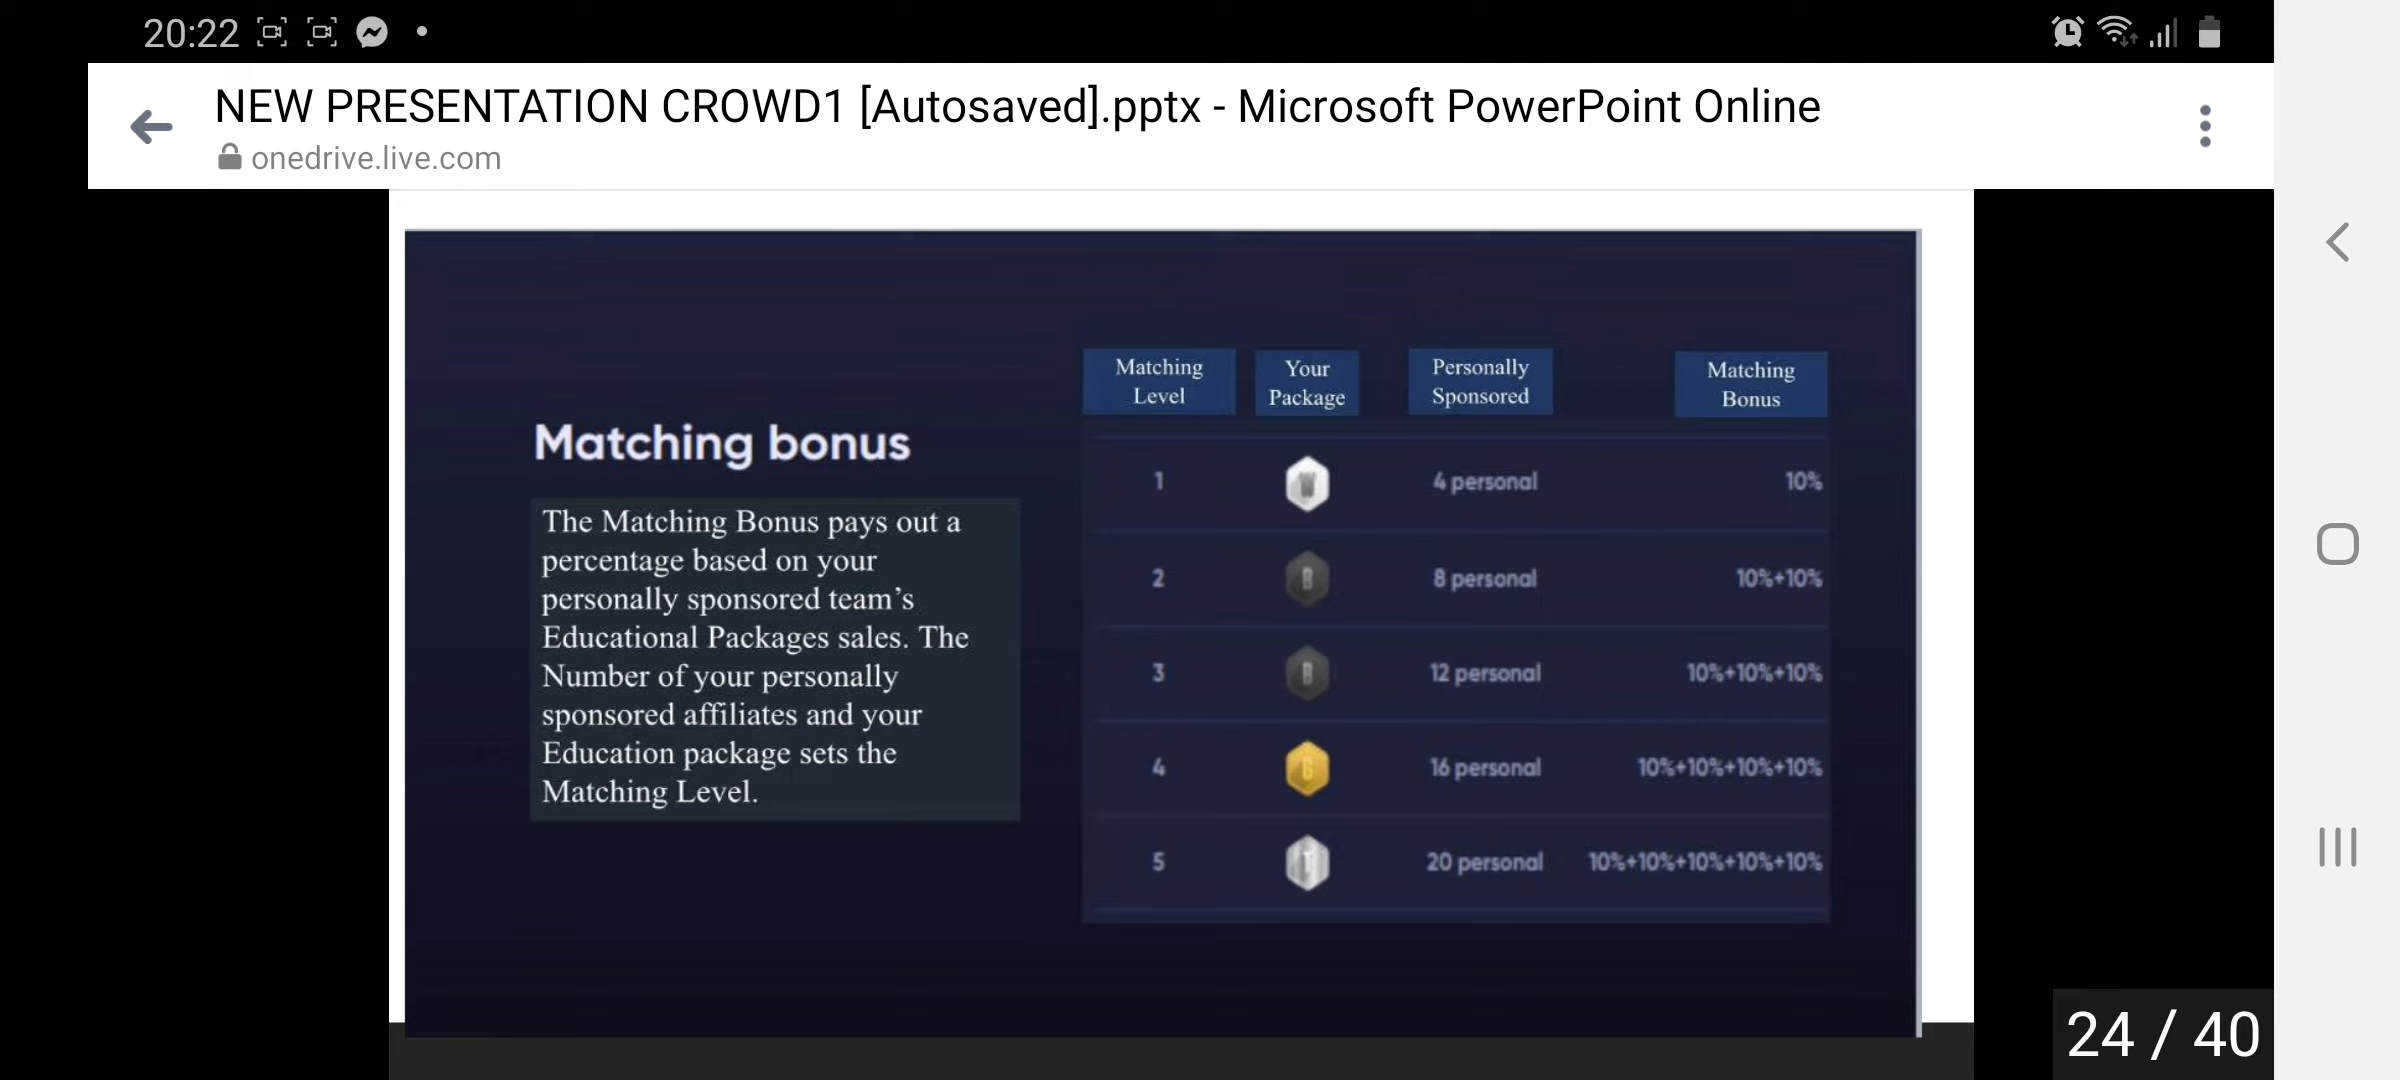 20:22
NEW PRESENTATION CROWD1 [Autosaved].pptx - Microsoft PowerPoint Online
onedrive.live.com
Matching bonus
The Matching Bonus pays out a
percentage based on your
personally sponsored team’s
Educational Packages sales. The
Number of your personally
sponsored affiliates and your
Education package sets the
Matching Level.
Matching Level Your Package Personally Sponsored Matching Bonus
1 W 4 personal 10%
2 B 8 personal 10%+10%
3 B 12 personal 10%+10%+10%
4 G 16 personal 10%+10%+10%+10%
5 T 20 personal 10%+10%+10%+10%+10%
24 / 40